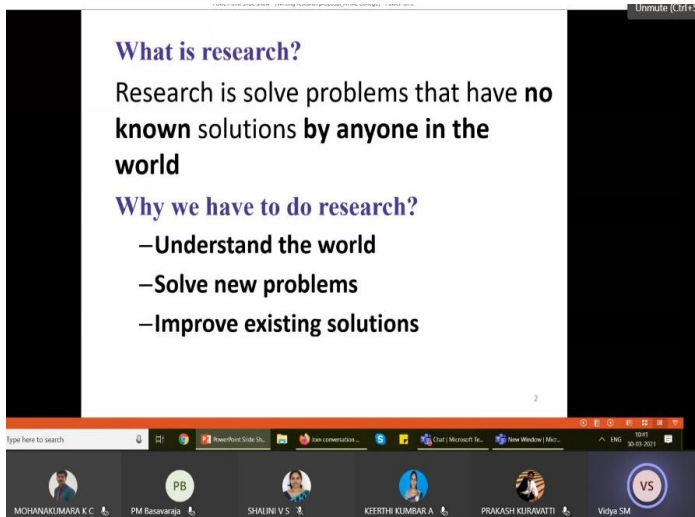 Unmute (Ctrl+S
What is research?
Research is solve problems that have no
known solutions by anyone in the
world
Why we have to do research?
–Understand the world
–Solve new problems
–Improve existing solutions
2
Type here to search
PowerPoint Slide Sh...
Join conversation ...
Chat | Microsoft Te...
New Window | Micr...
ENG
10:41
30-03-2021
PB
VS
MOHANAKUMARA K C
PM Basavaraja
SHALINI V S
KEERTHI KUMBAR A
PRAKASH KURAVATTI
Vidya SM